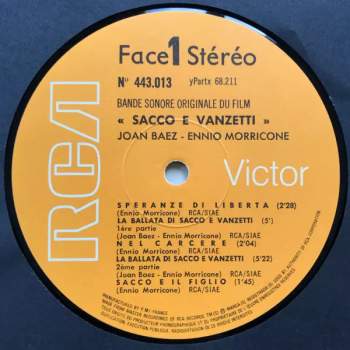 Face 1 Stéréo
Nº 443.013 yPartx 68.211
BANDE SONORE ORIGINALE DU FILM
« SACCO E VANZETTI »
JOAN BAEZ - ENNIO MORRICONE
RCA
Victor
SPERANZE DI LIBERTA (2'28)
(Ennio Morricone) RCA/SIAE
LA BALLATA DI SACCO E VANZETTI (5')
1ère partie
(Joan Baez - Ennio Morricone) RCA/SIAE
NEL CARCERE (2'04)
(Ennio Morricone) RCA/SIAE
LA BALLATA DI SACCO E VANZETTI (5'22)
2ème partie
(Joan Baez - Ennio Morricone) RCA/SIAE
SACCO E IL FIGLIO (1'45)
(Ennio Morricone) RCA/SIAE